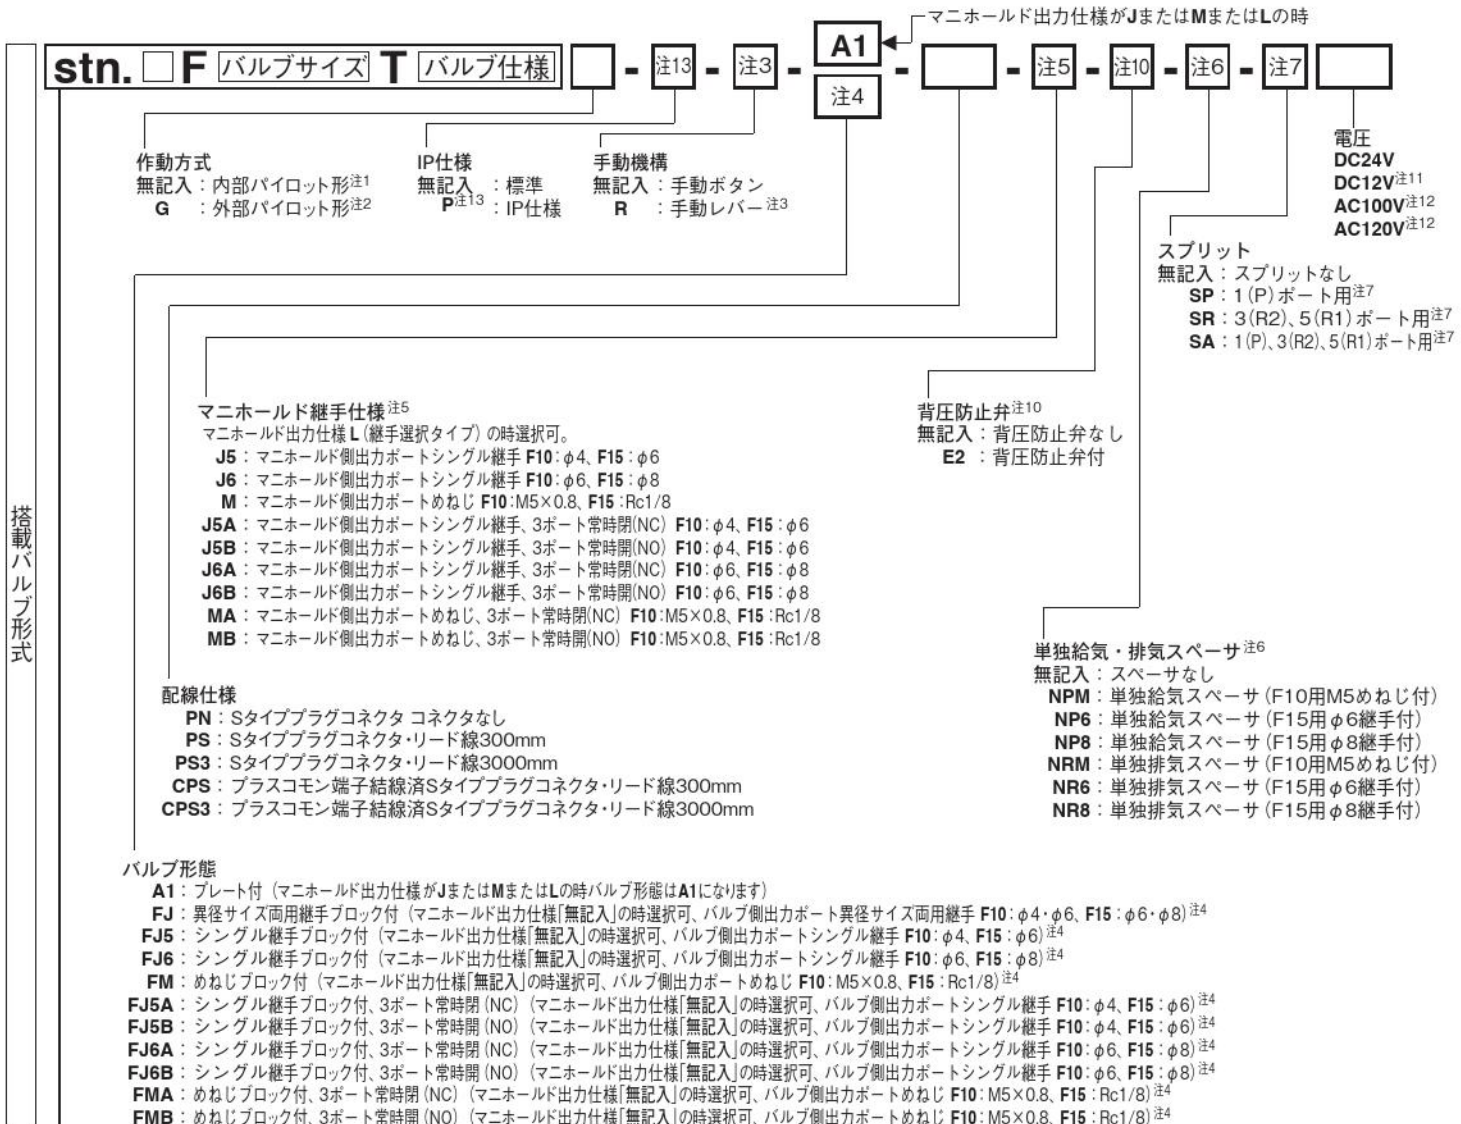 マニホールド出力仕様がJまたはMまたはLの時
stn. □ F バルブサイズ T バルブ仕様 □ - 注13 - 注3 - A1 - □ - 注5 - 注10 - 注6 - 注7 □
注4
搭載バルブ形式
作動方式
無記入：内部パイロット形注1
G ：外部パイロット形注2
IP仕様
無記入：標準
P注13：IP仕様
手動機構
無記入：手動ボタン
R ：手動レバー注3
電圧
DC24V
DC12V注11
AC100V注12
AC120V注12
スプリット
無記入：スプリットなし
SP：1(P)ポート用注7
SR：3(R2)、5(R1)ポート用注7
SA：1(P)、3(R2)、5(R1)ポート用注7
マニホールド継手仕様注5
マニホールド出力仕様L（継手選択タイプ）の時選択可。
J5：マニホールド側出力ポートシングル継手 F10：φ4、F15：φ6
J6：マニホールド側出力ポートシングル継手 F10：φ6、F15：φ8
M：マニホールド側出力ポートめねじ F10：M5×0.8、F15：Rc1/8
J5A：マニホールド側出力ポートシングル継手、3ポート常時閉(NC) F10：φ4、F15：φ6
J5B：マニホールド側出力ポートシングル継手、3ポート常時開(NO) F10：φ4、F15：φ6
J6A：マニホールド側出力ポートシングル継手、3ポート常時閉(NC) F10：φ6、F15：φ8
J6B：マニホールド側出力ポートシングル継手、3ポート常時開(NO) F10：φ6、F15：φ8
MA：マニホールド側出力ポートめねじ、3ポート常時閉(NC) F10：M5×0.8、F15：Rc1/8
MB：マニホールド側出力ポートめねじ、3ポート常時開(NO) F10：M5×0.8、F15：Rc1/8
背圧防止弁注10
無記入：背圧防止弁なし
E2 ：背圧防止弁付
単独給気・排気スペーサ注6
無記入：スペーサなし
NPM：単独給気スペーサ（F10用M5めねじ付）
NP6：単独給気スペーサ（F15用φ6継手付）
NP8：単独給気スペーサ（F15用φ8継手付）
NRM：単独排気スペーサ（F10用M5めねじ付）
NR6：単独排気スペーサ（F15用φ6継手付）
NR8：単独排気スペーサ（F15用φ8継手付）
配線仕様
PN：Sタイププラグコネクタ コネクタなし
PS：Sタイププラグコネクタ・リード線300mm
PS3：Sタイププラグコネクタ・リード線3000mm
CPS：プラスコモン端子結線済Sタイププラグコネクタ・リード線300mm
CPS3：プラスコモン端子結線済Sタイププラグコネクタ・リード線3000mm
バルブ形態
A1：プレート付（マニホールド出力仕様がJまたはMまたはLの時バルブ形態はA1になります）
FJ：異径サイズ両用継手ブロック付（マニホールド出力仕様「無記入」の時選択可、バルブ側出力ポート異径サイズ両用継手 F10：φ4・φ6、F15：φ6・φ8）注4
FJ5：シングル継手ブロック付（マニホールド出力仕様「無記入」の時選択可、バルブ側出力ポートシングル継手 F10：φ4、F15：φ6）注4
FJ6：シングル継手ブロック付（マニホールド出力仕様「無記入」の時選択可、バルブ側出力ポートシングル継手 F10：φ6、F15：φ8）注4
FM：めねじブロック付（マニホールド出力仕様「無記入」の時選択可、バルブ側出力ポートめねじ F10：M5×0.8、F15：Rc1/8）注4
FJ5A：シングル継手ブロック付、3ポート常時閉（NC）（マニホールド出力仕様「無記入」の時選択可、バルブ側出力ポートシングル継手 F10：φ4、F15：φ6）注4
FJ5B：シングル継手ブロック付、3ポート常時開（NO）（マニホールド出力仕様「無記入」の時選択可、バルブ側出力ポートシングル継手 F10：φ4、F15：φ6）注4
FJ6A：シングル継手ブロック付、3ポート常時閉（NC）（マニホールド出力仕様「無記入」の時選択可、バルブ側出力ポートシングル継手 F10：φ6、F15：φ8）注4
FJ6B：シングル継手ブロック付、3ポート常時開（NO）（マニホールド出力仕様「無記入」の時選択可、バルブ側出力ポートシングル継手 F10：φ6、F15：φ8）注4
FMA：めねじブロック付、3ポート常時閉（NC）（マニホールド出力仕様「無記入」の時選択可、バルブ側出力ポートめねじ F10：M5×0.8、F15：Rc1/8）注4
FMB：めねじブロック付、3ポート常時開（NO）（マニホールド出力仕様「無記入」の時選択可、バルブ側出力ポートめねじ F10：M5×0.8、F15：Rc1/8）注4